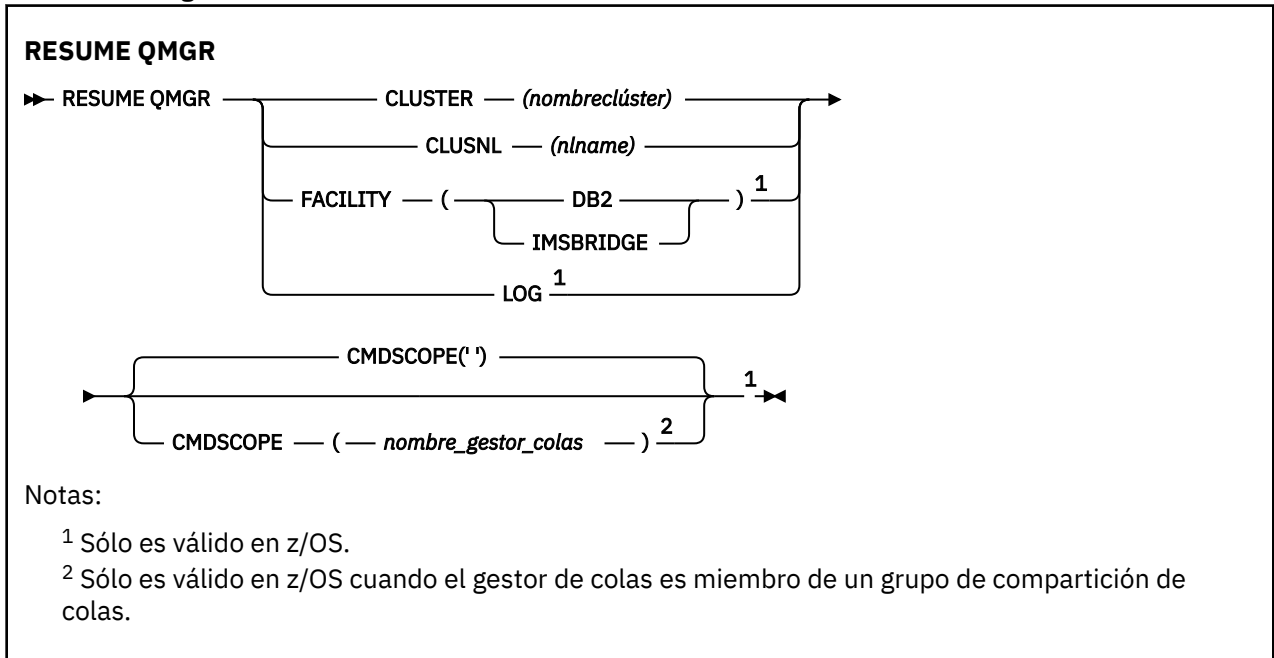 RESUME QMGR
RESUME QMGR CLUSTER (nombreclúster)
CLUSNL (nlname)
FACILITY ( DB2 ) 1
IMSBRIDGE
LOG 1
CMDSCOPE(' ')
1
CMDSCOPE ( nombre_gestor_colas ) 2
Notas:
1 Sólo es válido en z/OS.
2 Sólo es válido en z/OS cuando el gestor de colas es miembro de un grupo de compartición de
colas.